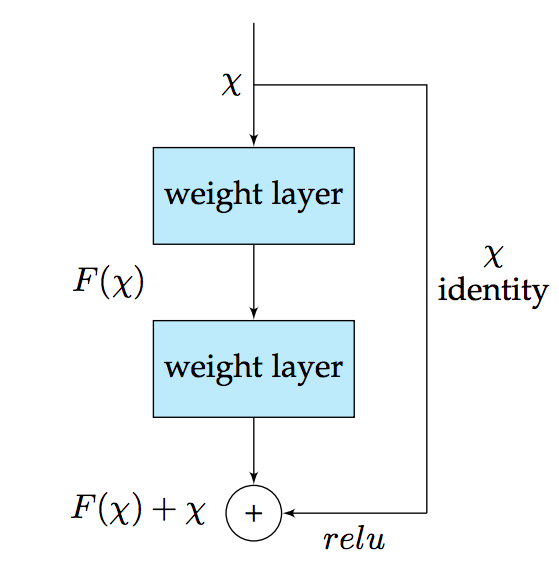 χ
weight layer
F(χ)
χ
identity
weight layer
F(χ) + χ
+
relu